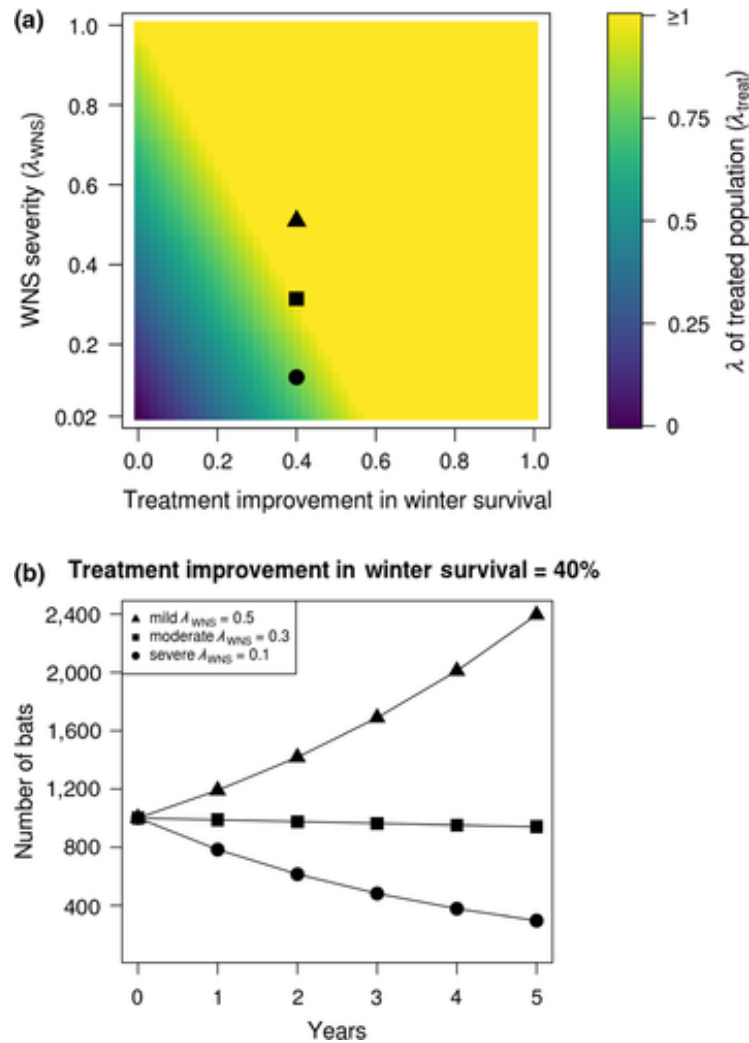 (a)
1.0
0.8
0.6
0.4
0.2
0.02
WNS severity (λWNS)
0.0 0.2 0.4 0.6 0.8 1.0
Treatment improvement in winter survival
≥1
0.75
0.5
0.25
0
λ of treated population (λtreat)
(b) Treatment improvement in winter survival = 40%
mild λWNS = 0.5
moderate λWNS = 0.3
severe λWNS = 0.1
2,400
2,000
1,600
1,200
800
400
Number of bats
0 1 2 3 4 5
Years